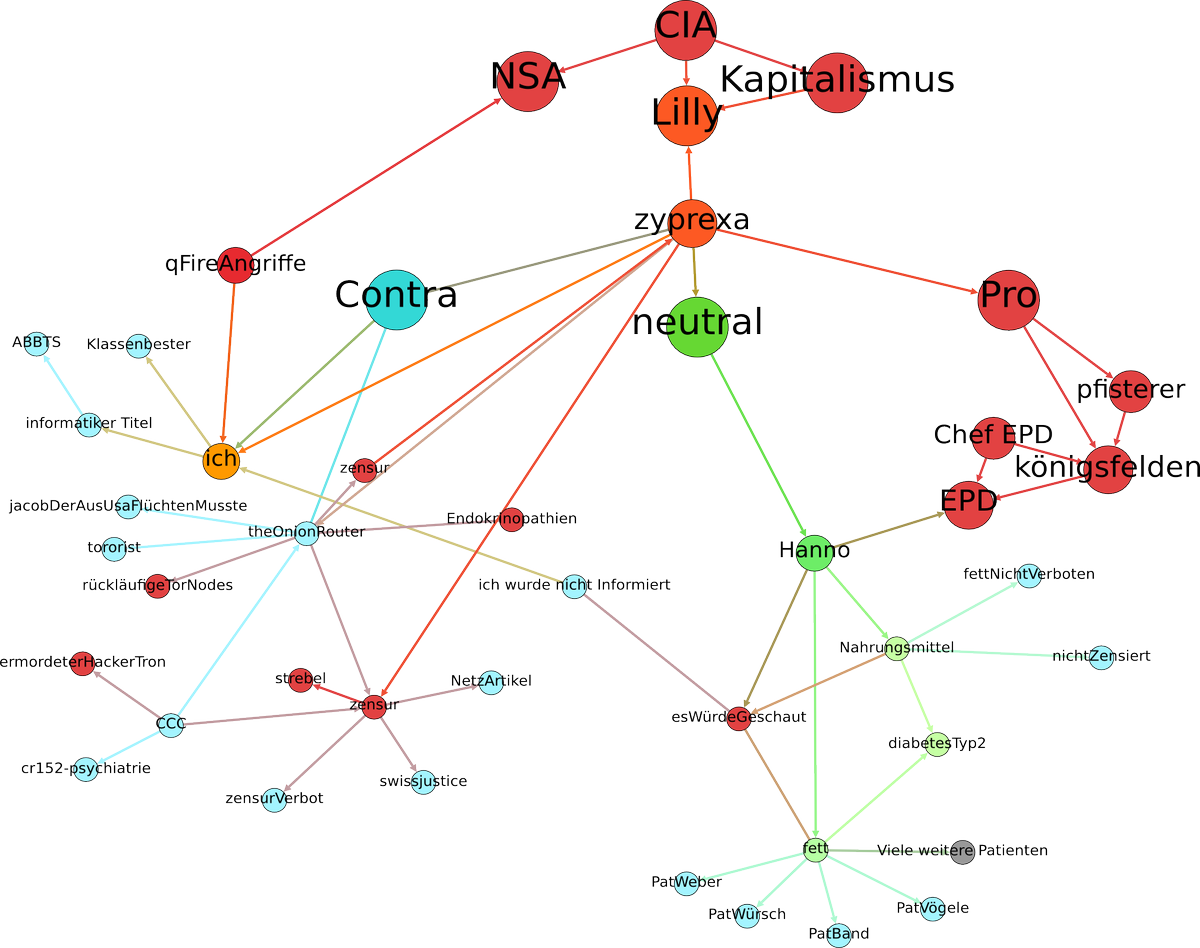 CIA
NSA
Kapitalismus
Lilly
zyprexa
qFireAngriffe
Contra
Pro
neutral
ABBTS
Klassenbester
pfisterer
informatiker Titel
Chef EPD
ich
zensur
königsfelden
EPD
jacobDerAusUsaFlüchtenMusste
Endokrinopathien
theOnionRouter
tororist
Hanno
fettNichtVerboten
rückläufigeTorNodes
ich wurde nicht Informiert
Nahrungsmittel
nichtZensiert
ermordeterHackerTron
strebel
NetzArtikel
zensur
esWürdeGeschaut
CCC
diabetesTyp2
cr152-psychiatrie
swissjustice
zensurVerbot
fett
Viele weitere Patienten
PatWeber
PatVögele
PatWürsch
PatBand